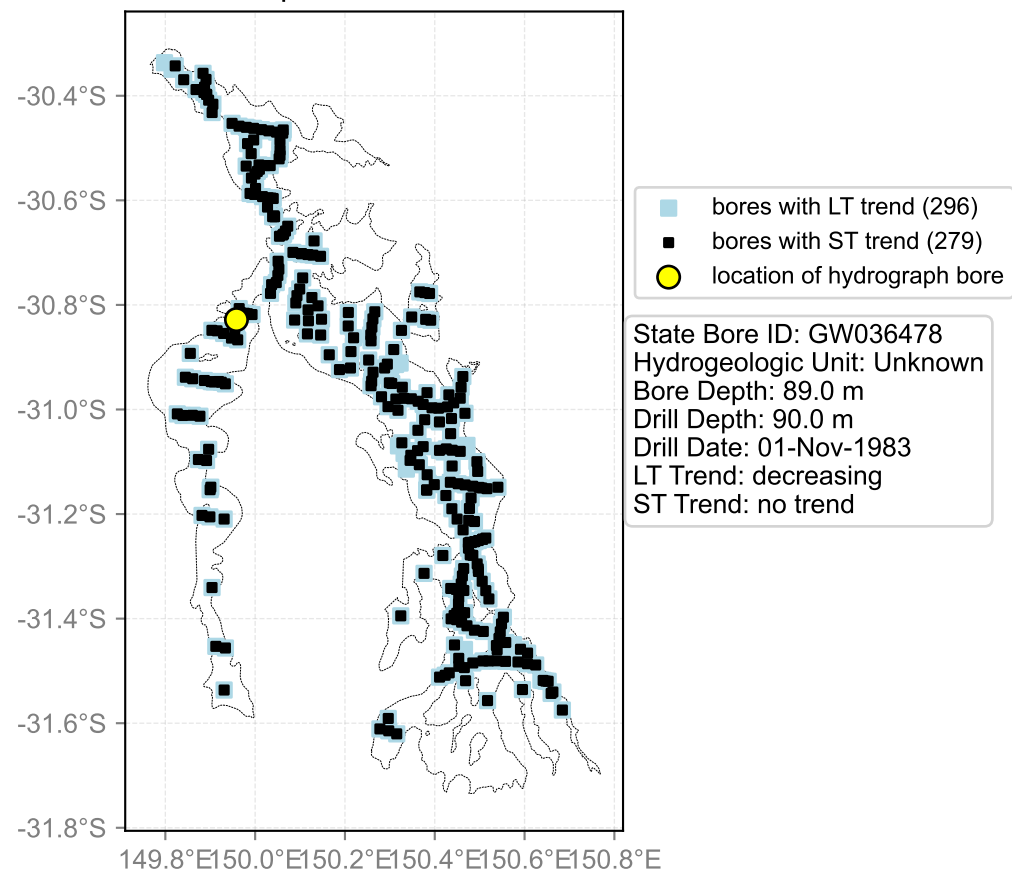 -30.4°S
-30.6°S
-30.8°S
-31.0°S
-31.2°S
-31.4°S
-31.6°S
-31.8°S
149.8°E150.0°E150.2°E150.4°E150.6°E150.8°E
bores with LT trend (296)
bores with ST trend (279)
location of hydrograph bore
State Bore ID: GW036478
Hydrogeologic Unit: Unknown
Bore Depth: 89.0 m
Drill Depth: 90.0 m
Drill Date: 01-Nov-1983
LT Trend: decreasing
ST Trend: no trend